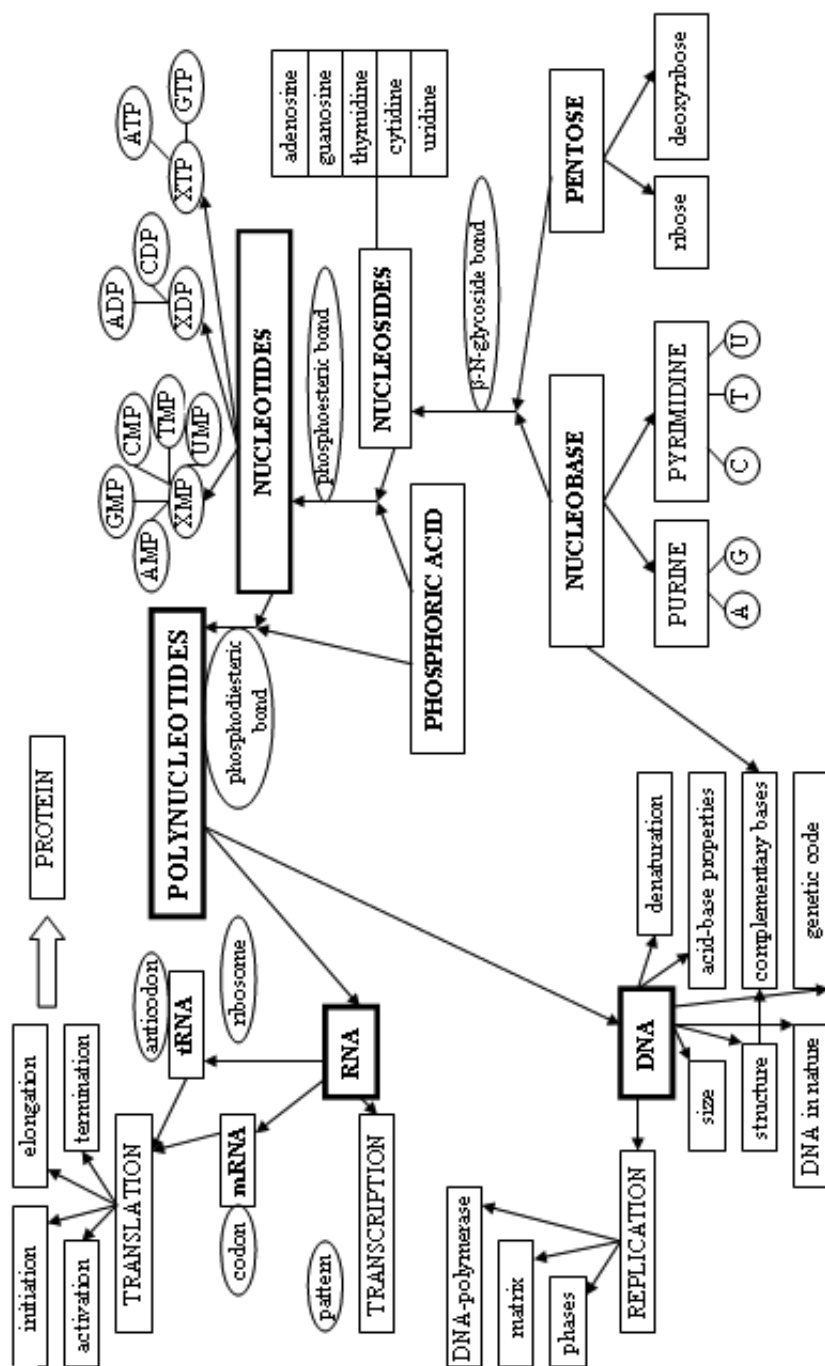 initiation
elongation
activation
termination
TRANSLATION
PROTEIN
codon
mRNA
anticodon
tRNA
ribosome
pattern
TRANSCRIPTION
RNA
POLYNUCLEOTIDES
phosphodiesteric
bond
AMP
GMP
CMP
TMP
UMP
XMP
ADP
CDP
XDP
ATP
GTP
XTP
NUCLEOTIDES
phosphoesteric bond
adenosine
guanosine
thymidine
cytidine
uridine
NUCLEOSIDES
PHOSPHORIC ACID
β-N-glycoside bond
DNA-polymerase
matrix
phases
REPLICATION
DNA
NUCLEOBASE
PENTOSE
denaturation
acid-base properties
size
structure
complementary bases
DNA in nature
genetic code
PURINE
PYRIMIDINE
ribose
deoxyribose
A
G
C
T
U